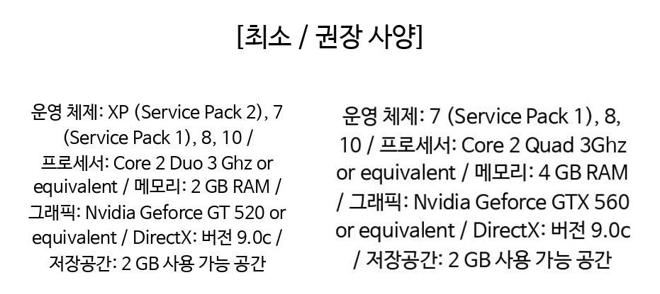 [최소 / 권장 사양]
운영 체제: XP (Service Pack 2), 7
(Service Pack 1), 8, 10 /
프로세서: Core 2 Duo 3 Ghz or
equivalent / 메모리: 2 GB RAM /
그래픽: Nvidia Geforce GT 520 or
equivalent / DirectX: 버전 9.0c /
저장공간: 2 GB 사용 가능 공간
운영 체제: 7 (Service Pack 1), 8,
10 / 프로세서: Core 2 Quad 3Ghz
or equivalent / 메모리: 4 GB RAM
/ 그래픽: Nvidia Geforce GTX 560
or equivalent / DirectX: 버전 9.0c
/ 저장공간: 2 GB 사용 가능 공간